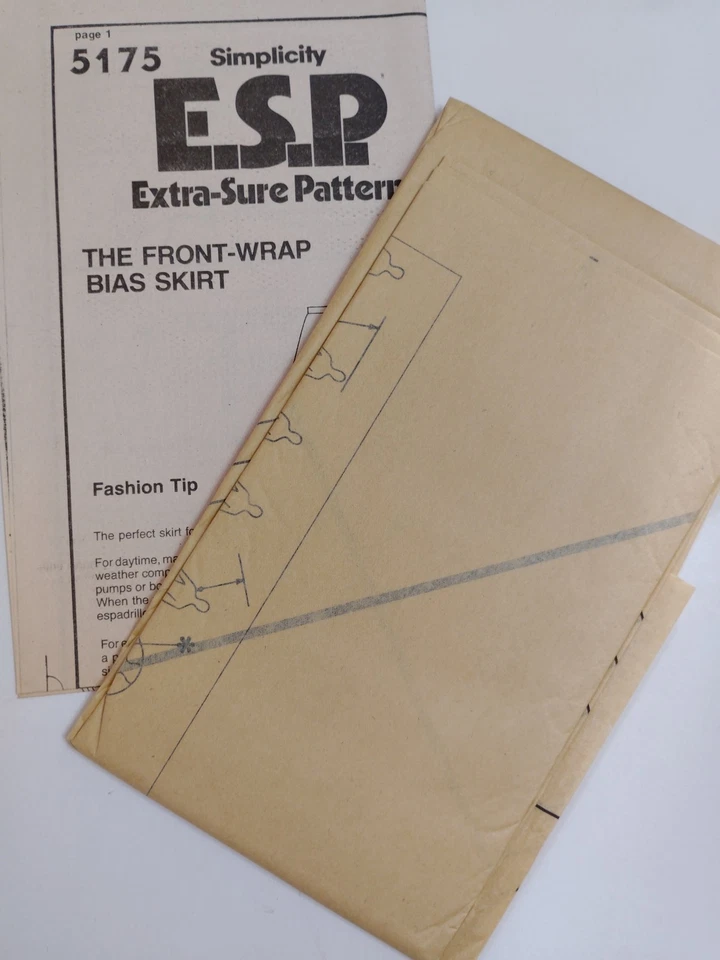 page 1
5175 Simplicity
E.S.P.
Extra-Sure Pattern
THE FRONT-WRAP
BIAS SKIRT
Fashion Tip
The perfect skirt
For daytime,
weather
pumps or
When the
For
a